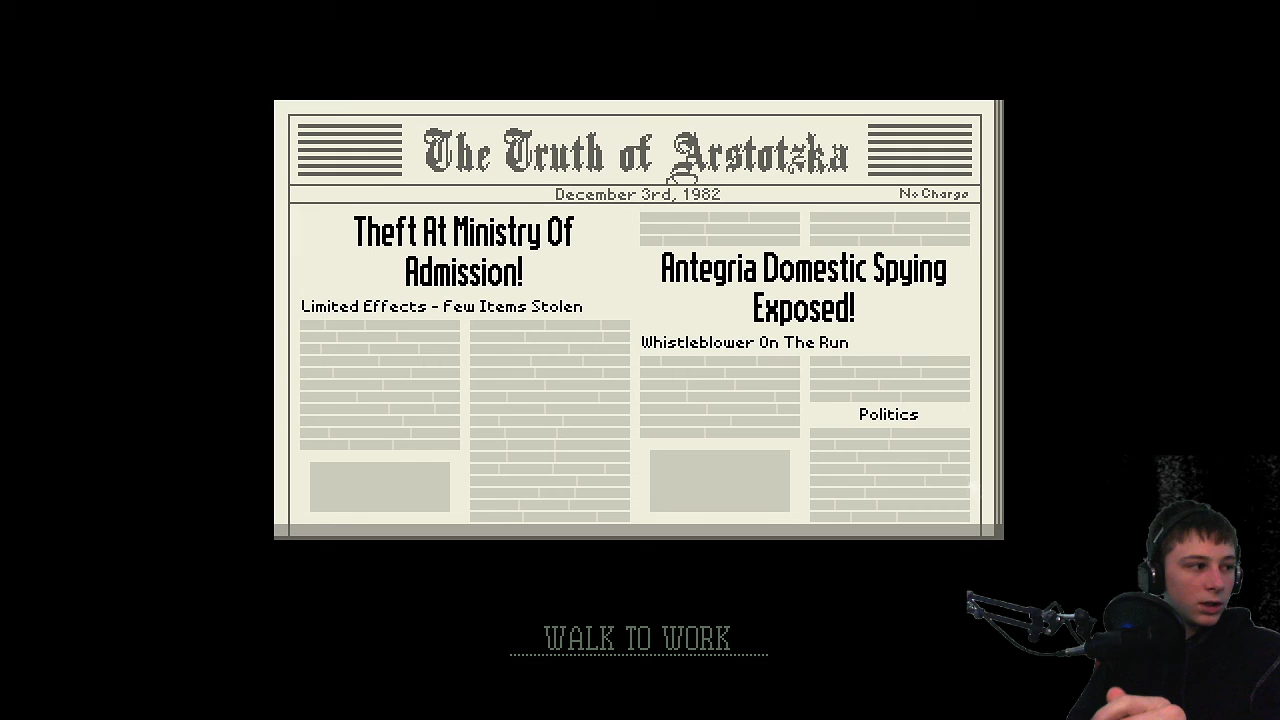 The Truth of Arstotzka
December 3rd, 1982
No Charge
Theft At Ministry Of
Admission!
Limited Effects - Few Items Stolen
Antegria Domestic Spying
Exposed!
Whistleblower On The Run
Politics
WALK TO WORK